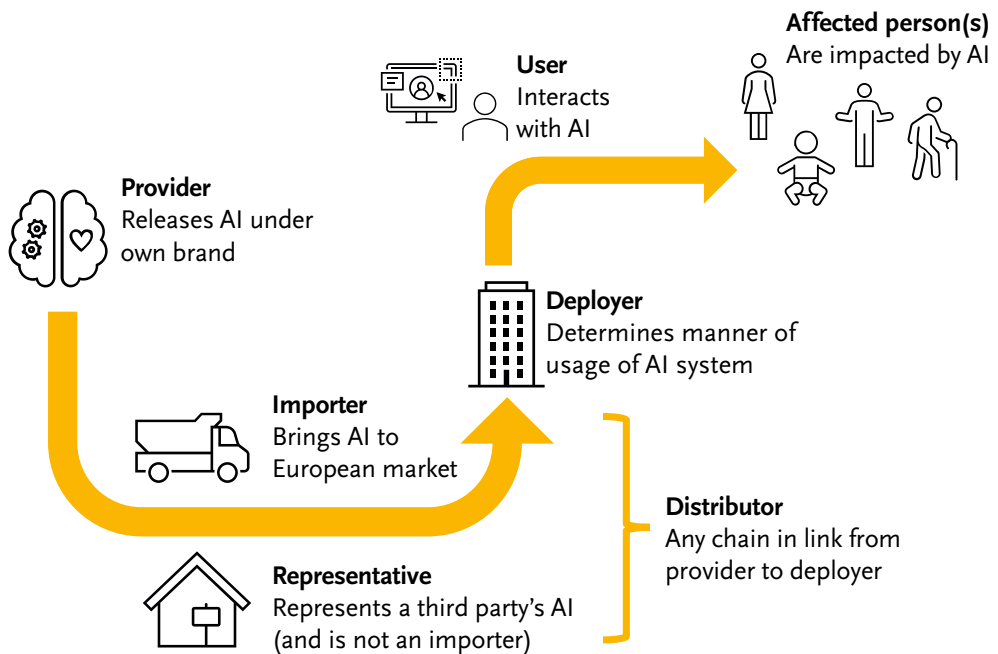 Affected person(s)
Are impacted by AI
User
Interacts
with AI
Provider
Releases AI under
own brand
Deployer
Determines manner of
usage of AI system
Importer
Brings AI to
European market
Distributor
Any chain in link from
provider to deployer
Representative
Represents a third party’s AI
(and is not an importer)